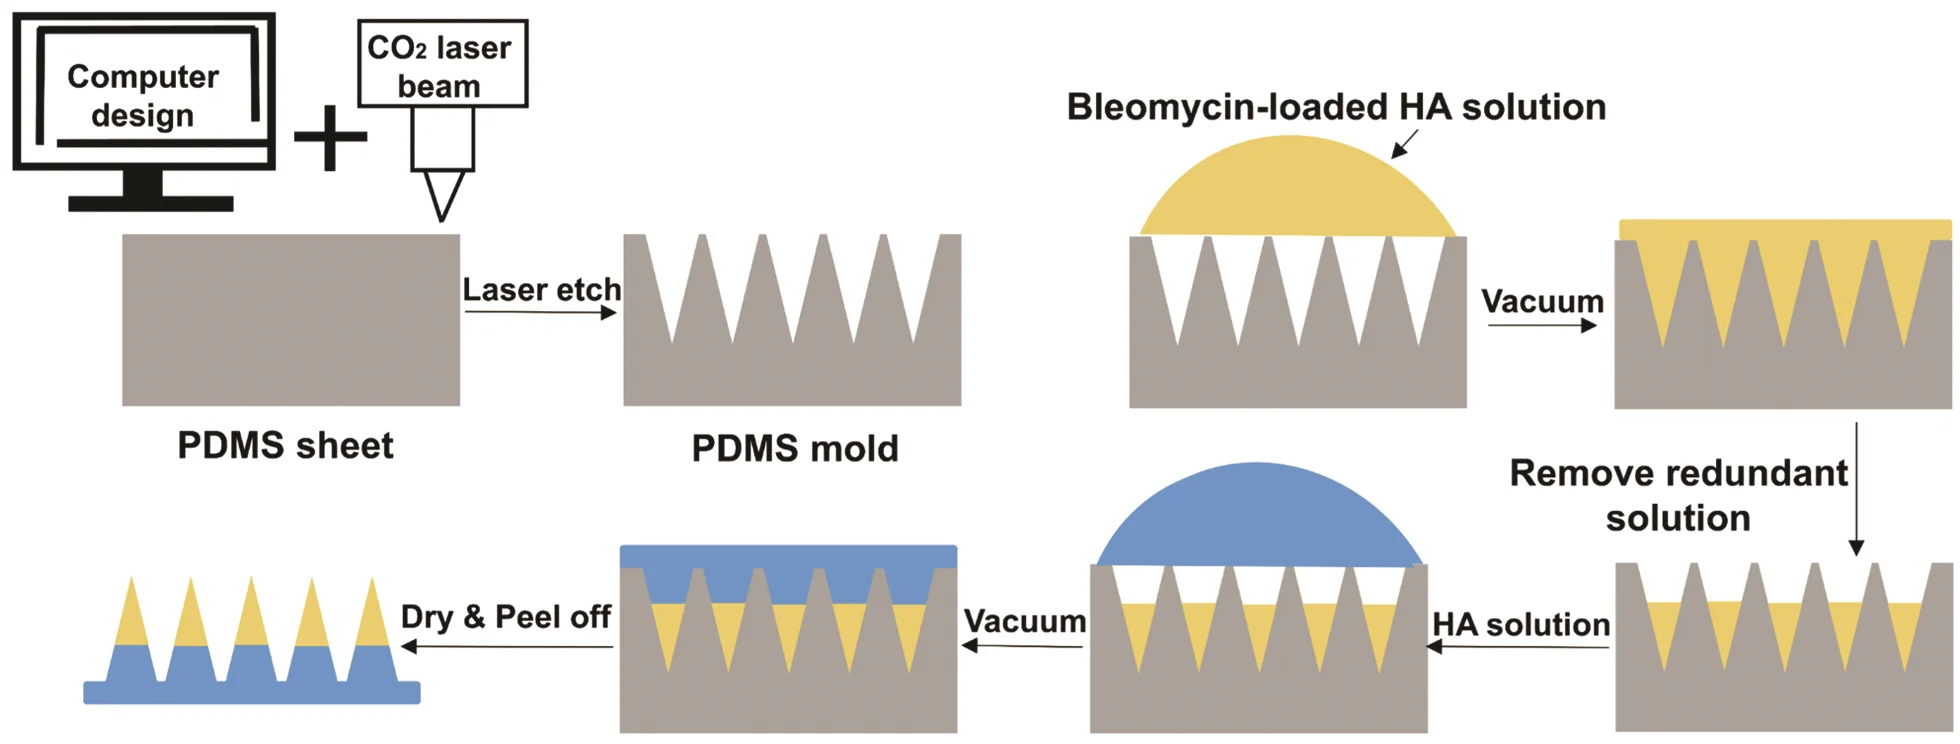 Computer
design
CO₂ laser
beam
Laser etch
PDMS sheet
PDMS mold
Bleomycin-loaded HA solution
Vacuum
Remove redundant
solution
HA solution
Vacuum
Dry & Peel off